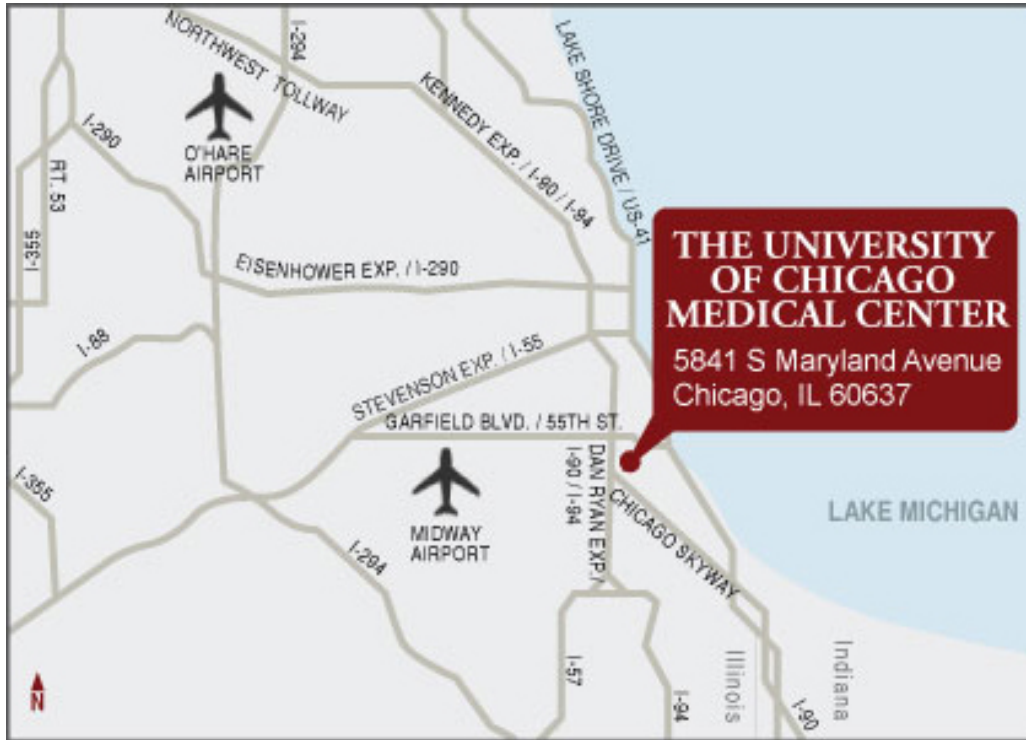 NORTHWEST TOLLWAY
I-294
LAKE SHORE DRIVE / US-41
KENNEDY EXP. / I-90 / I-94
I-290
O'HARE
AIRPORT
RT. 53
I-355
EISENHOWER EXP. / I-290
THE UNIVERSITY
OF CHICAGO
MEDICAL CENTER
5841 S Maryland Avenue
Chicago, IL 60637
I-88
STEVENSON EXP. / I-55
GARFIELD BLVD. / 55TH ST.
I-355
MIDWAY
AIRPORT
DAN RYAN EXP./
I-90 / I-94
CHICAGO SKYWAY
LAKE MICHIGAN
I-294
I-57
I-94
Illinois
Indiana
I-90
N